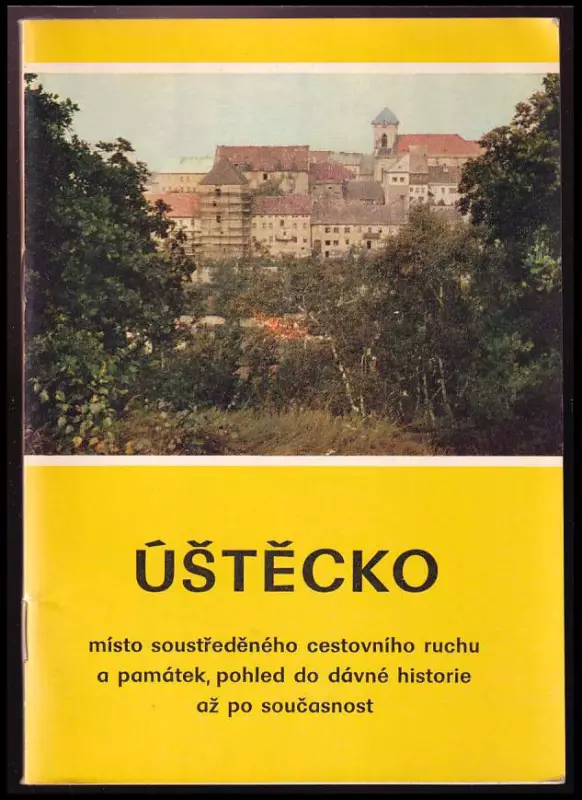 ÚŠTĚCKO
místo soustředěného cestovního ruchu
a památek, pohled do dávné historie
až po současnost